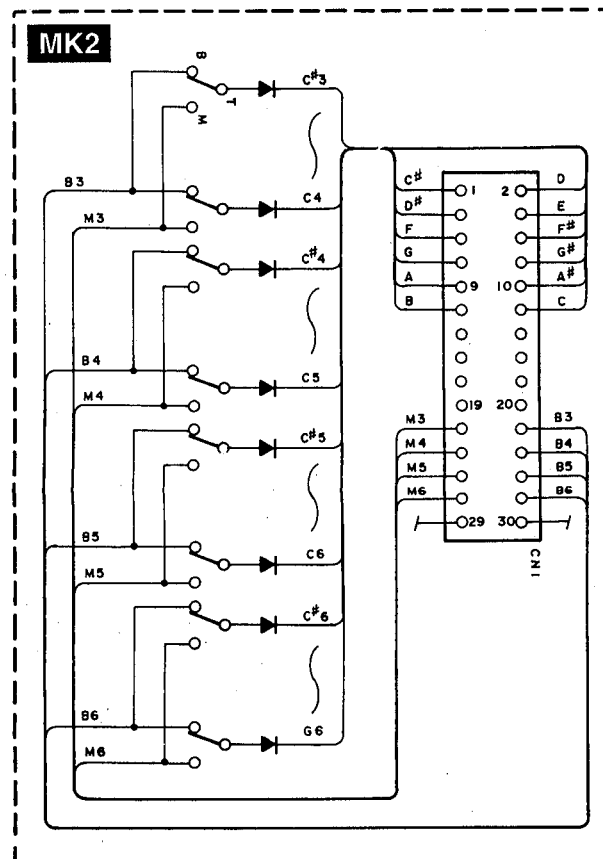 MK2
B
T
M
C#3
B3
C4
M3
C#4
B4
C5
M4
C#5
B5
C6
M5
C#6
B6
G6
M6
C# 1 2 D
D# E
F F#
G G#
A 9 10 A#
B C
19 20
M3 B3
M4 B4
M5 B5
M6 B6
29 30
CN1